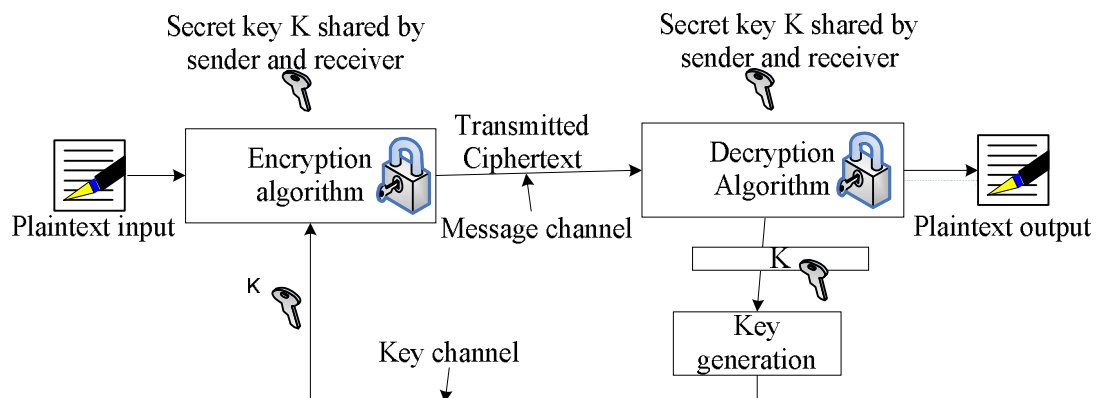 Secret key K shared by
sender and receiver
Secret key K shared by
sender and receiver
Encryption
algorithm
Transmitted
Ciphertext
Decryption
Algorithm
Plaintext input
Message channel
Plaintext output
K
K
Key
generation
Key channel